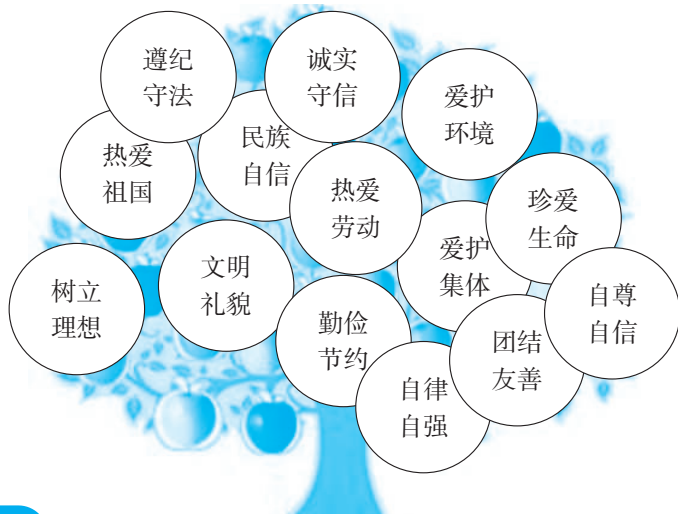 遵纪
守法
诚实
守信
爱护
环境
热爱
祖国
民族
自信
热爱
劳动
珍爱
生命
爱护
集体
文明
礼貌
树立
理想
勤俭
节约
自尊
自信
团结
友善
自律
自强